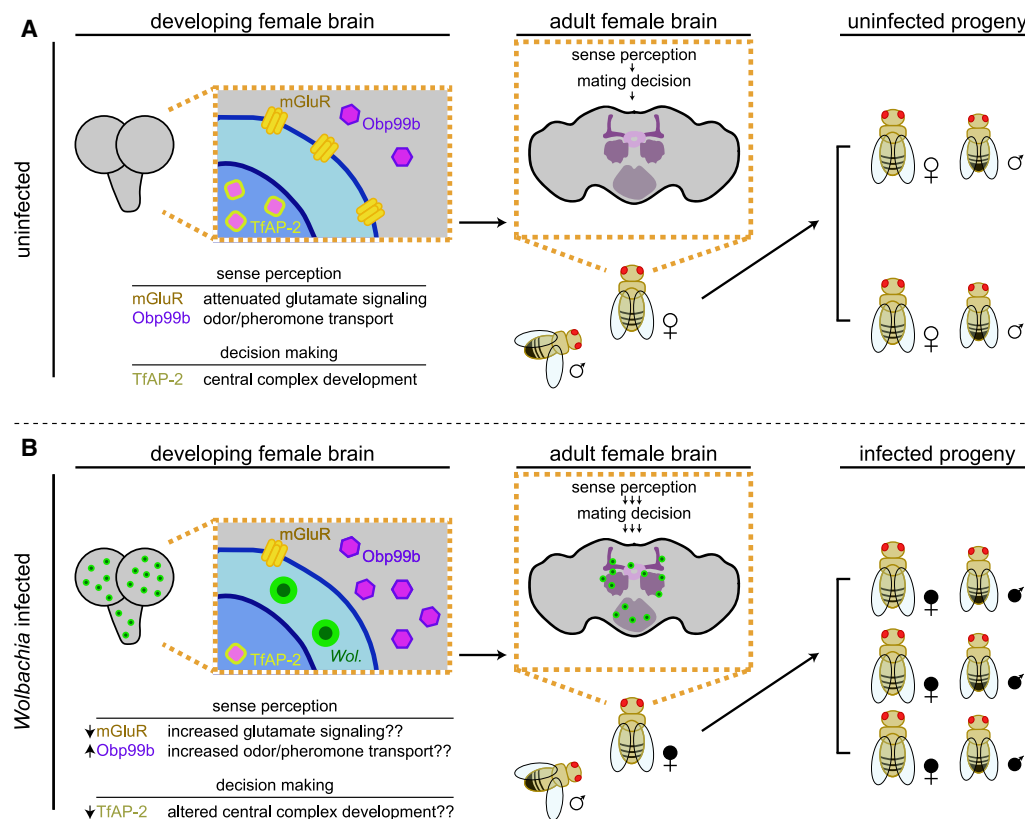 A
developing female brain
adult female brain
uninfected progeny
uninfected
mGluR
Obp99b
TfAP-2
sense perception
mating decision
♀ ♂
♀ ♂
♀
♂
sense perception
mGluR attenuated glutamate signaling
Obp99b odor/pheromone transport
decision making
TfAP-2 central complex development
B
developing female brain
adult female brain
infected progeny
Wolbachia infected
mGluR
Obp99b
Wol.
TfAP-2
sense perception
mating decision
♀ ♂
♀ ♂
♀ ♂
♀
♂
sense perception
↓mGluR increased glutamate signaling??
↑Obp99b increased odor/pheromone transport??
decision making
↓TfAP-2 altered central complex development??